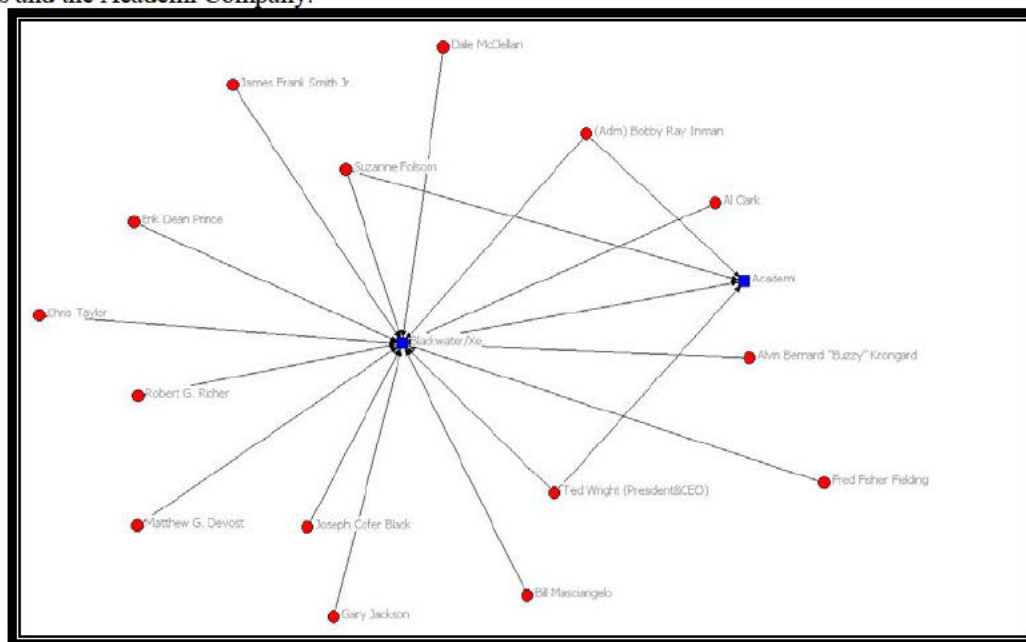 and the Academi Company.
Dale McClellan
James Frank Smith Jr.
(Adm) Bobby Ray Inman
Suzanne Folsom
Al Clark
Erik Dean Prince
Academi
Chris Taylor
Blackwater/Xe
Alvin Bernard "Buzzy" Krongard
Robert G. Richer
Fred Fisher Fielding
Ted Wright (President&CEO)
Matthew G. Devost
Joseph Cofer Black
Bill Masciangelo
Gary Jackson